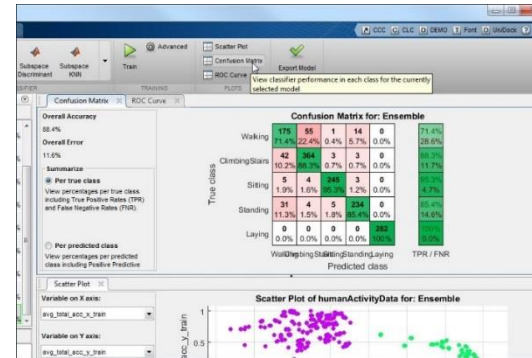 CCC CLC DEMO Font UniDock
Advanced
Scatter Plot
Confusion Matrix
ROC Curve
Subspace
Discriminant
Subspace
KNN
Train
Export Model
TRAINING
PLOTS
View classifier performance in each class for the currently
selected model
Confusion Matrix
ROC Curve
Overall Accuracy
88.4%
Overall Error
11.6%
Summarize
Per true class
View percentages per true class
including True Positive Rates (TPR)
and False Negative Rates (FNR).
Per predicted class
View percentages per predicted
class including Positive Predictive
Confusion Matrix for: Ensemble
True class
Walking
175 55 1 14 0
71.4% 22.4% 0.4% 5.7% 0.0%
71.4%
28.6%
ClimbingStairs
42 364 3 3 0
10.2% 88.3% 0.7% 0.7% 0.0%
88.3%
11.7%
Sitting
5 4 245 3 0
1.9% 1.6% 95.3% 1.2% 0.0%
95.3%
4.7%
Standing
31 4 5 234 0
11.3% 1.5% 1.8% 85.4% 0.0%
85.4%
14.6%
Laying
0 0 0 0 282
0.0% 0.0% 0.0% 0.0% 100%
100%
0.0%
TPR / FNR
Predicted class
Scatter Plot
Variable on X axis:
avg_total_acc_x_train
Variable on Y axis:
avg_total_acc_y_train
Scatter Plot of humanActivityData for: Ensemble
1
0.5
acc_y_train